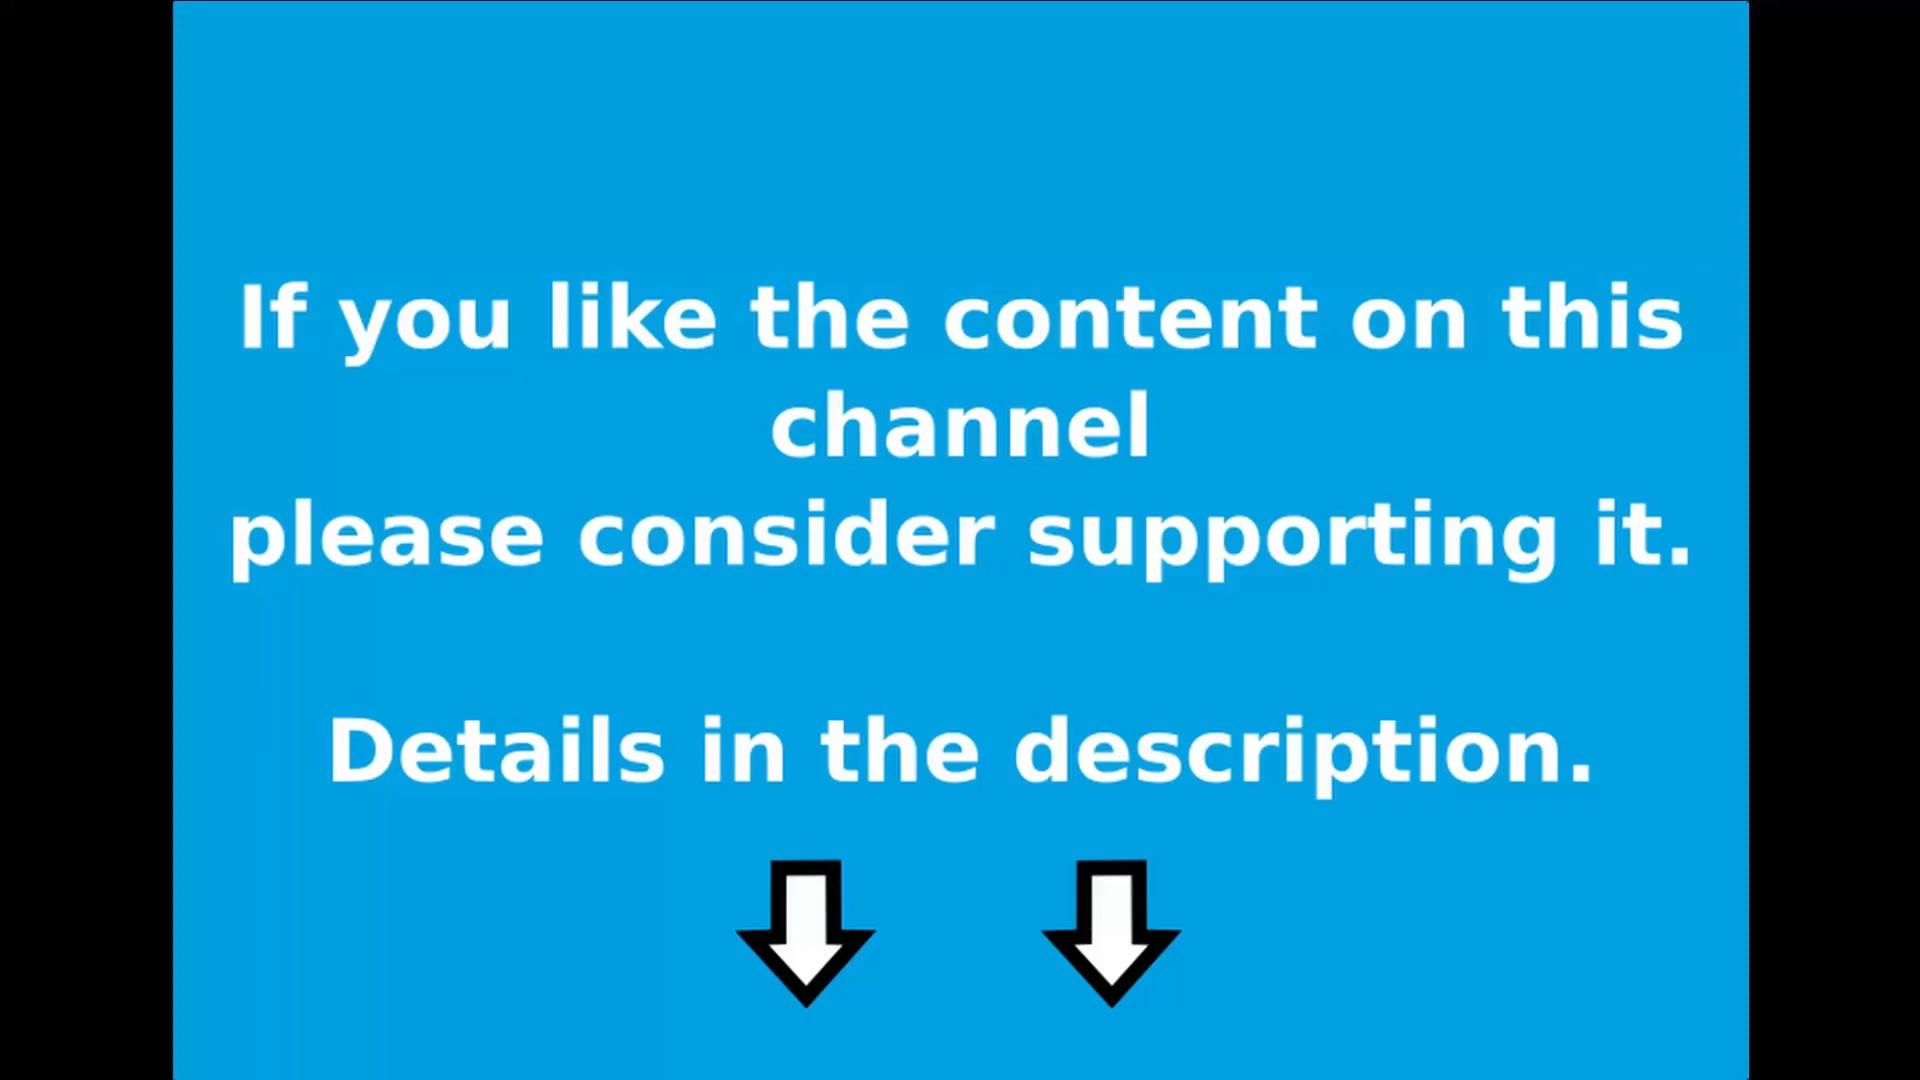 If you like the content on this
channel
please consider supporting it.
Details in the description.